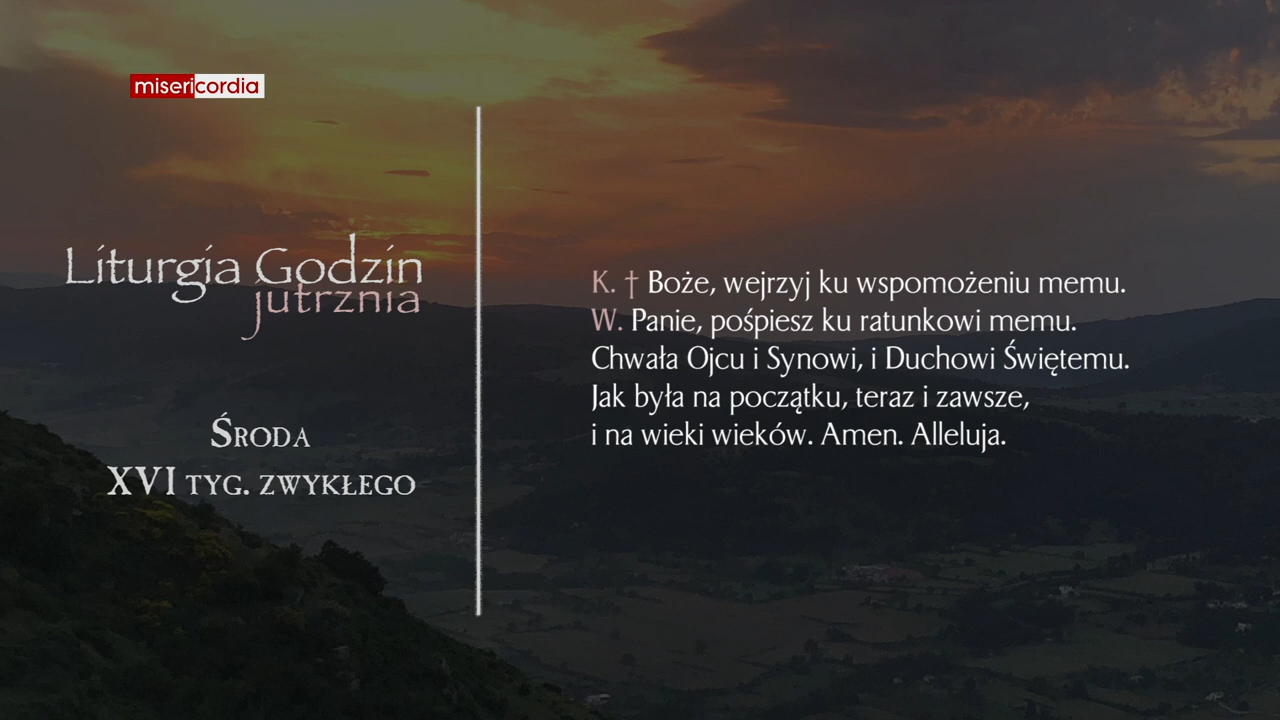 misericordia
Liturgia Godzin
jutrznia
Środa
XVI tyg. zwykłego
K. † Boże, wejrzyj ku wspomożeniu memu.
W. Panie, pośpiesz ku ratunkowi memu.
Chwała Ojcu i Synowi, i Duchowi Świętemu.
Jak była na początku, teraz i zawsze,
i na wieki wieków. Amen. Alleluja.